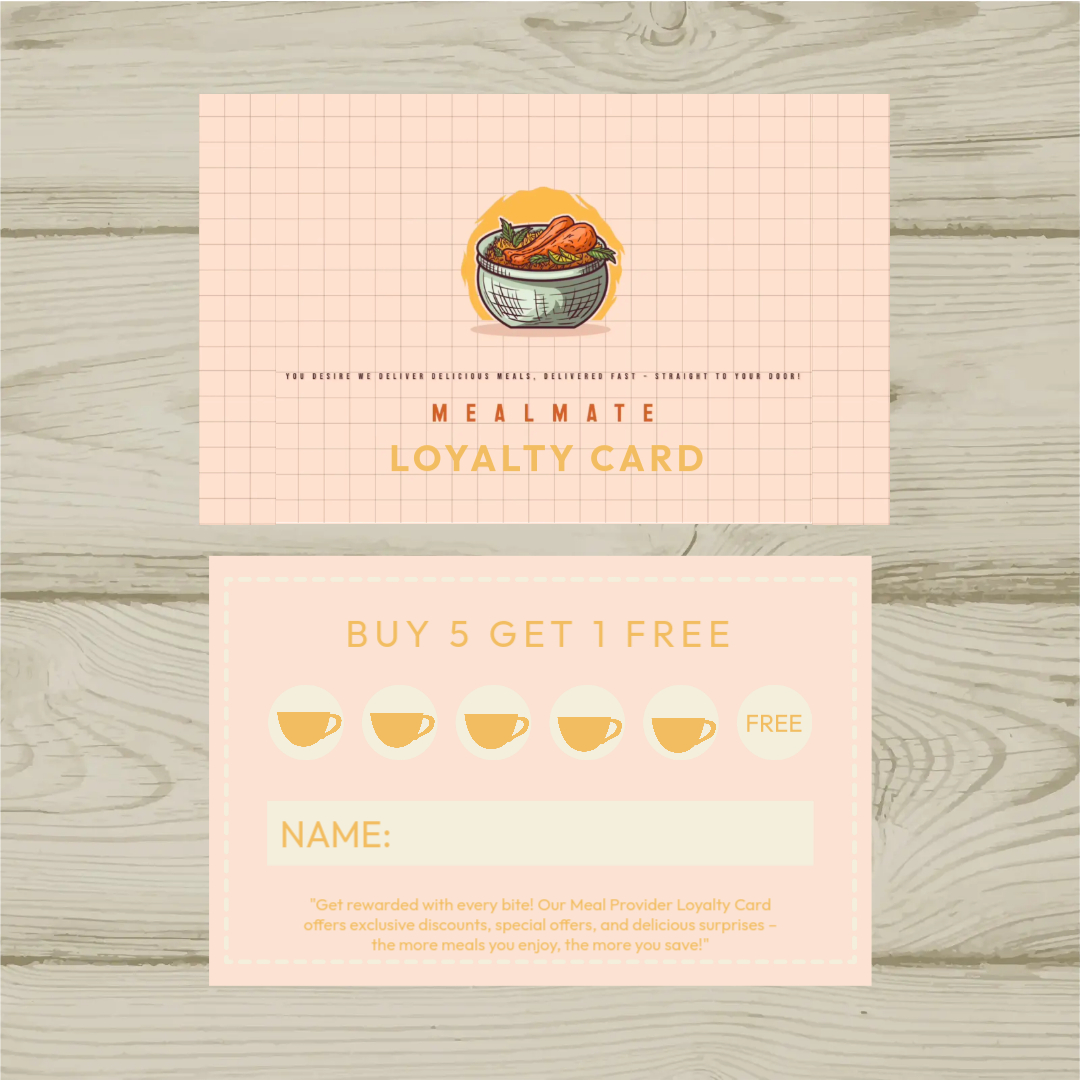 YOU DESIRE WE DELIVER DELICIOUS MEALS, DELIVERED FAST – STRAIGHT TO YOUR DOOR!
MEALMATE
LOYALTY CARD
BUY 5 GET 1 FREE
FREE
NAME:
"Get rewarded with every bite! Our Meal Provider Loyalty Card
offers exclusive discounts, special offers, and delicious surprises –
the more meals you enjoy, the more you save!"